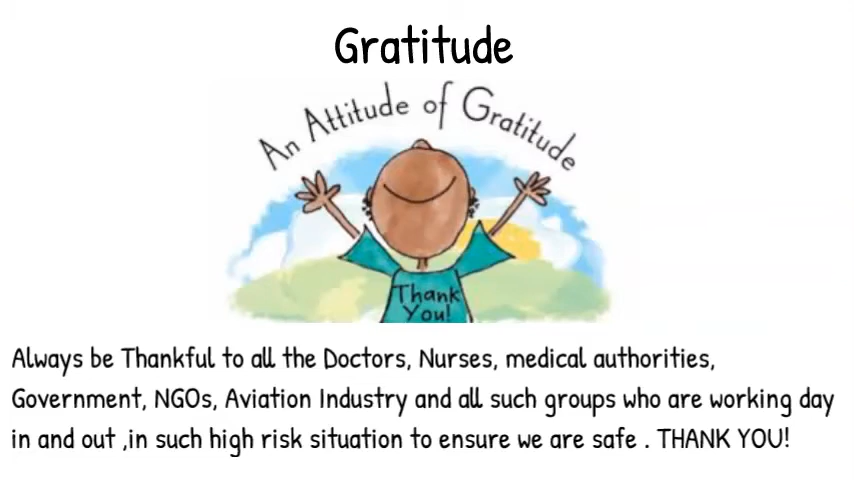 Gratitude
An Attitude of Gratitude
Thank
You!
Always be Thankful to all the Doctors, Nurses, medical authorities,
Government, NGOs, Aviation Industry and all such groups who are working day
in and out ,in such high risk situation to ensure we are safe . THANK YOU!